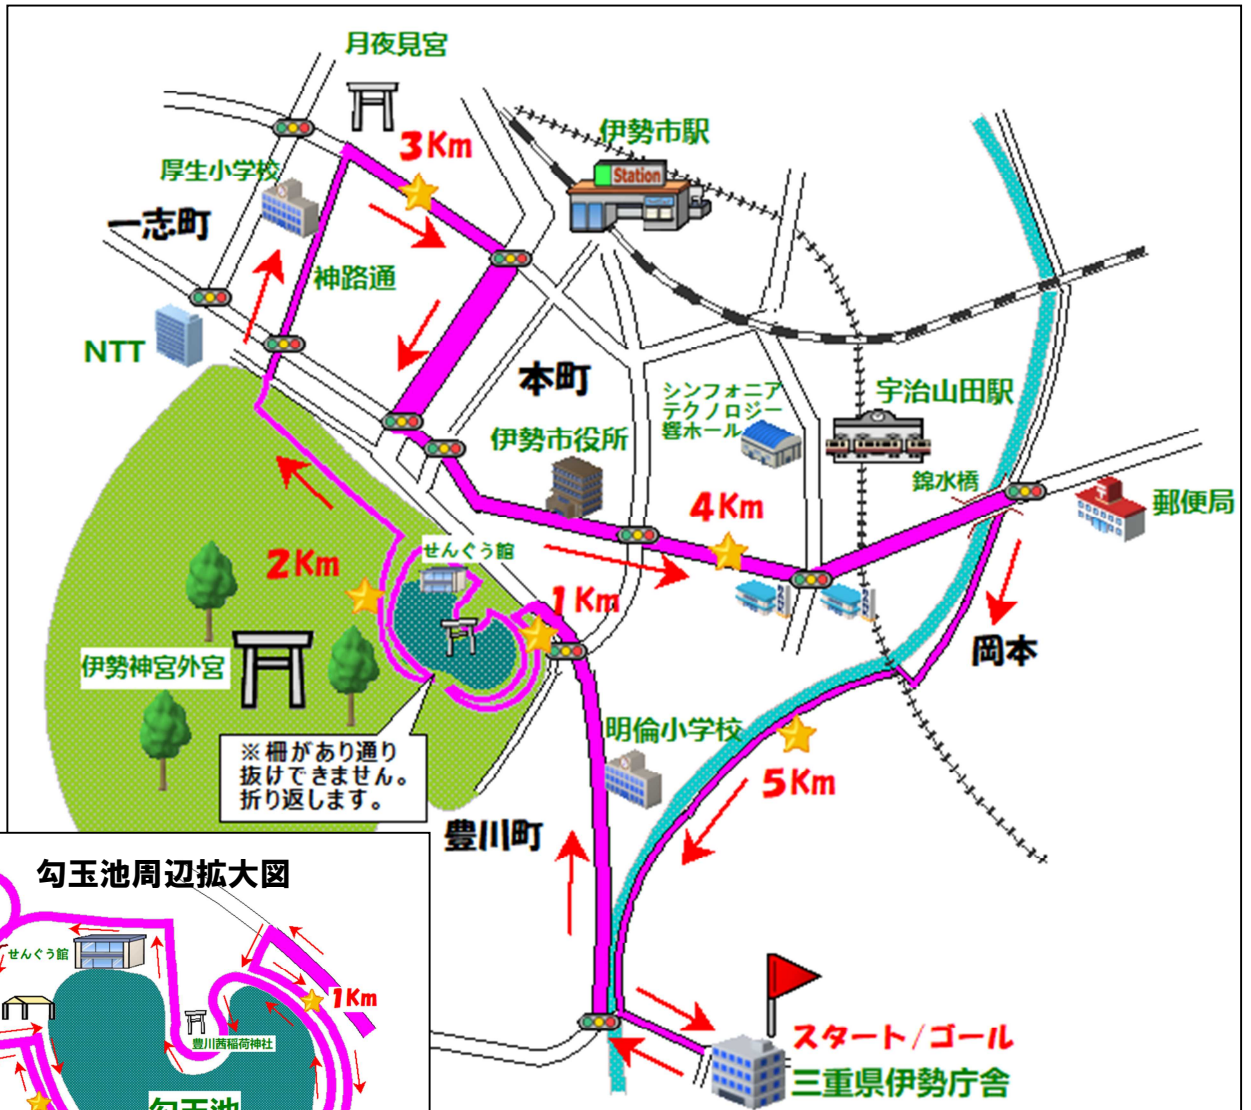 月夜見宮
3Km
伊勢市駅
Station
厚生小学校
一志町
神路通
NTT
本町
シンフォニア
テクノロジー
響ホール
宇治山田駅
伊勢市役所
錦水橋
郵便局
4Km
せんぐう館
2Km
1Km
岡本
伊勢神宮外宮
明倫小学校
※柵があり通り
抜けできません。
折り返します。
5Km
豊川町
勾玉池周辺拡大図
せんぐう館
1Km
豊川茜稲荷神社
勾玉池
スタート/ゴール
三重県伊勢庁舎